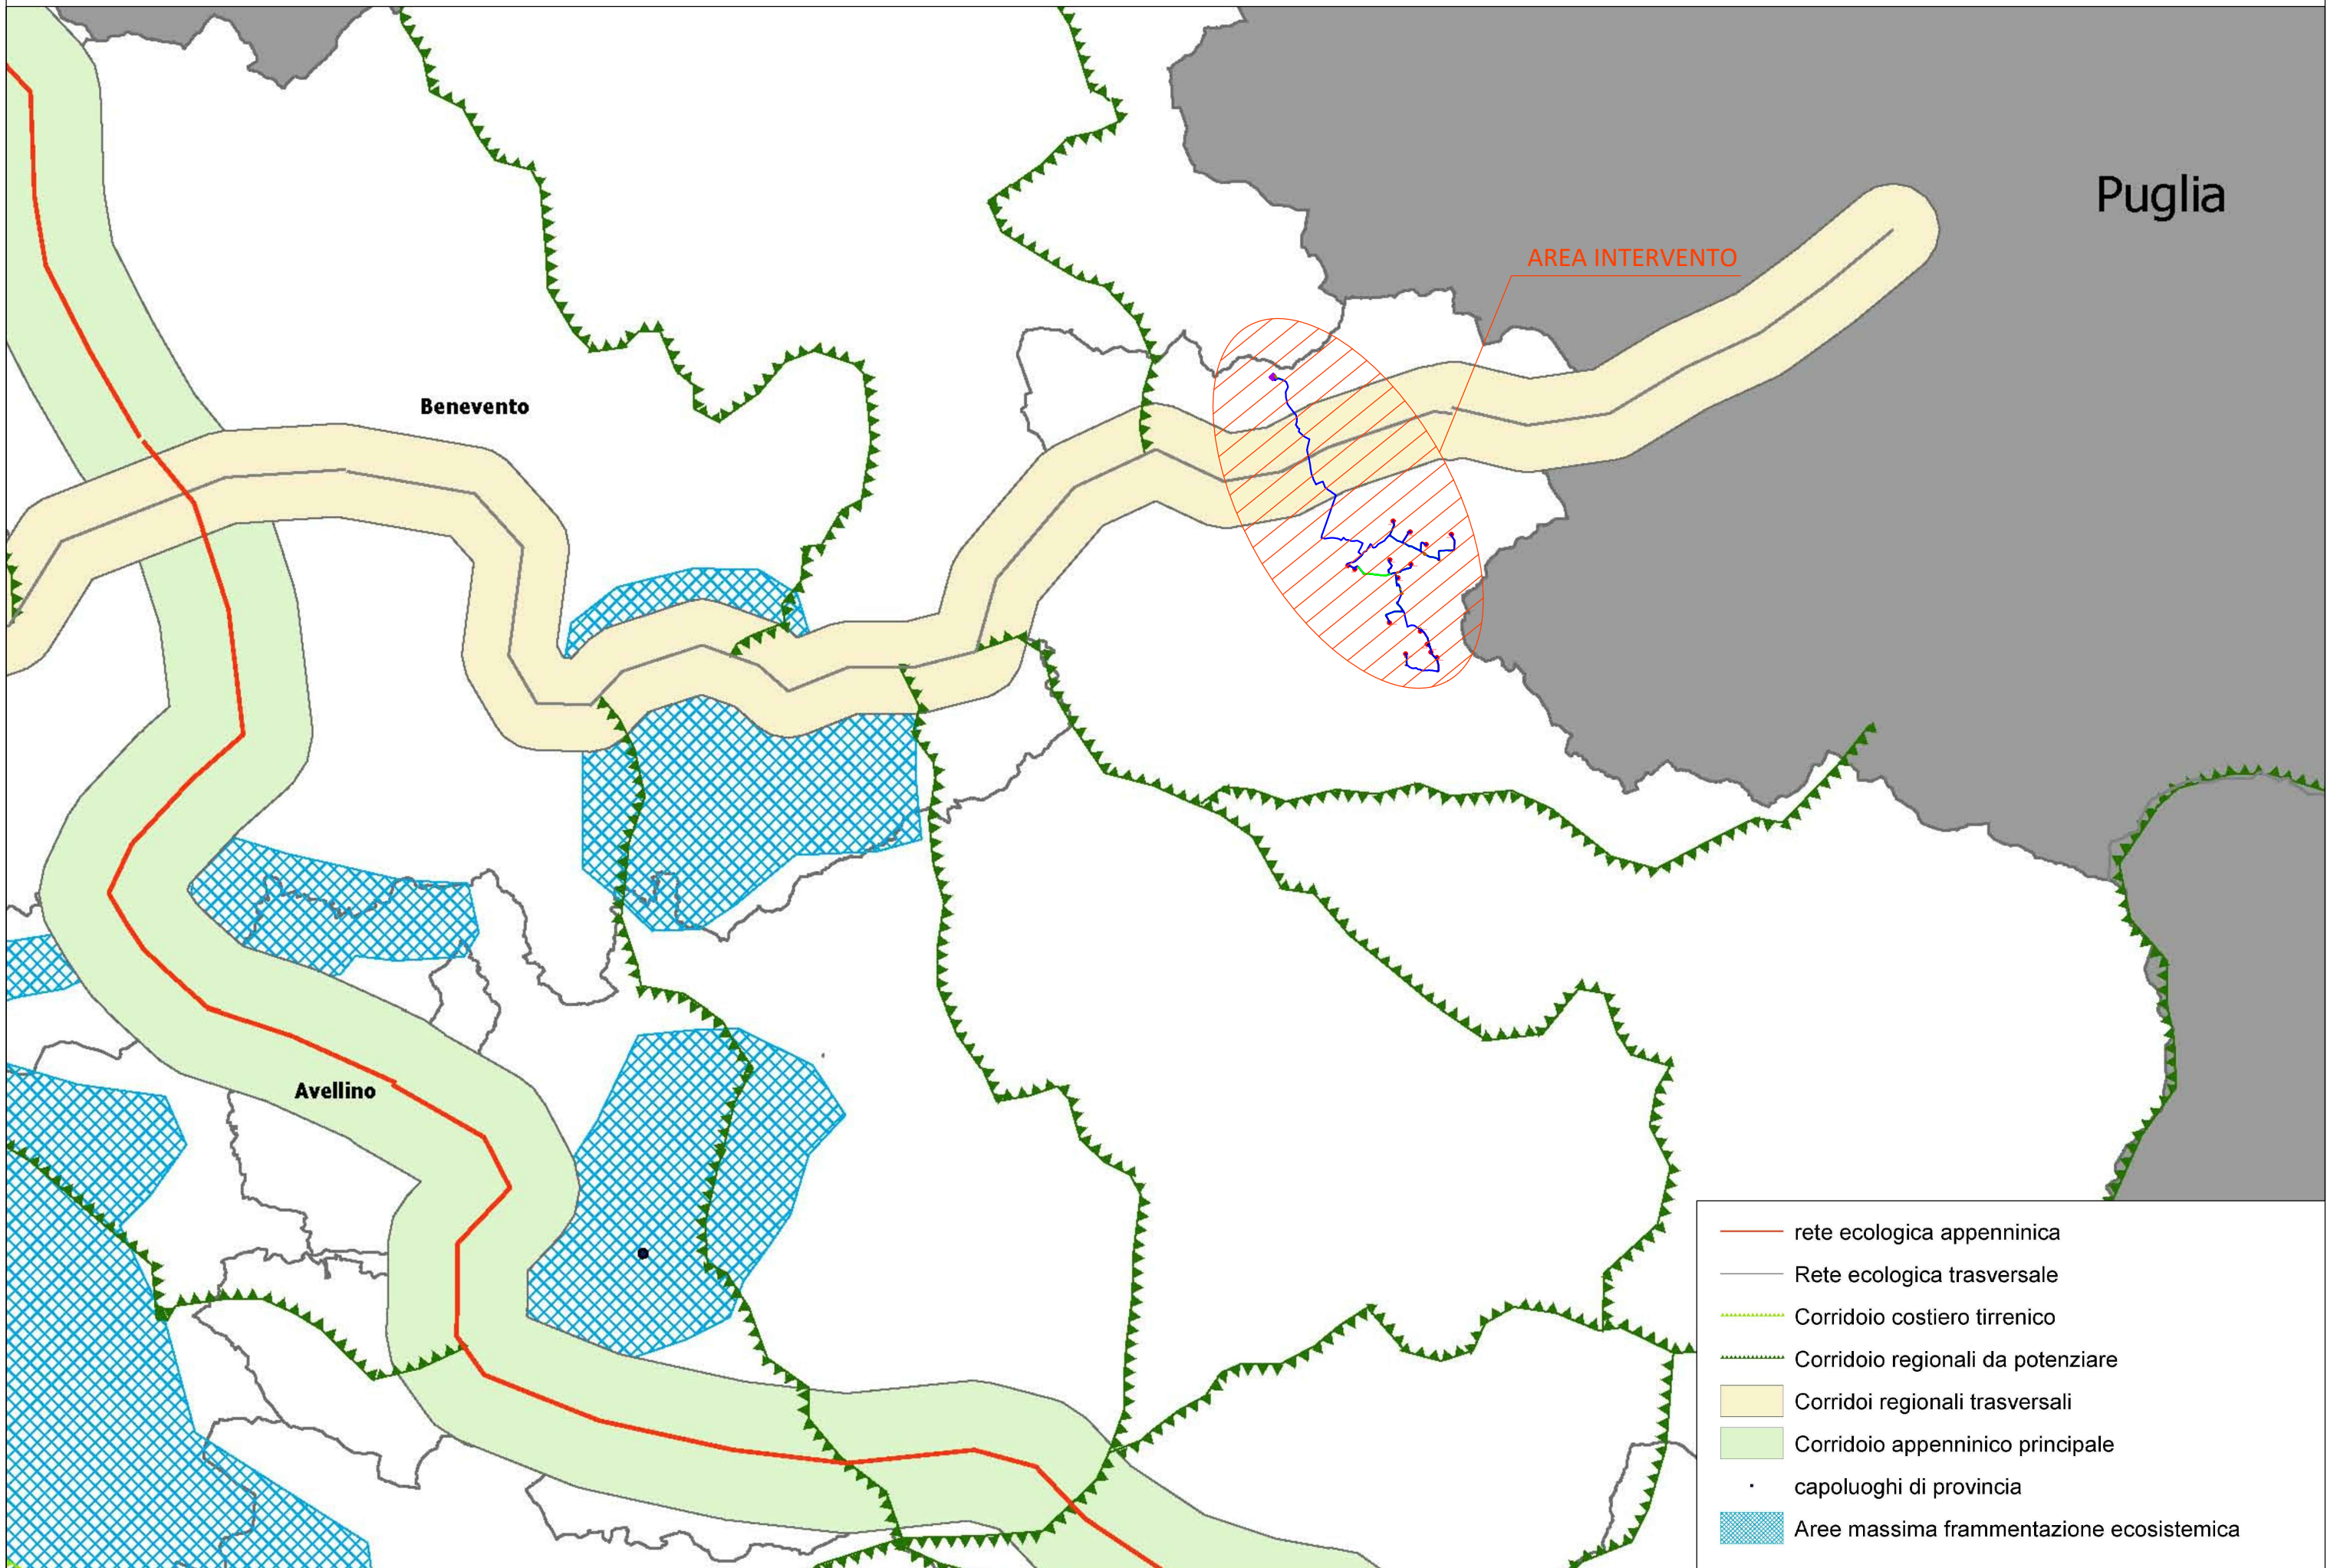 Puglia
AREA INTERVENTO
Benevento
Avellino
rete ecologica appenninica
Rete ecologica trasversale
Corridoio costiero tirrenico
Corridoio regionali da potenziare
Corridoi regionali trasversali
Corridoio appenninico principale
capoluoghi di provincia
Aree massima frammentazione ecosistemica